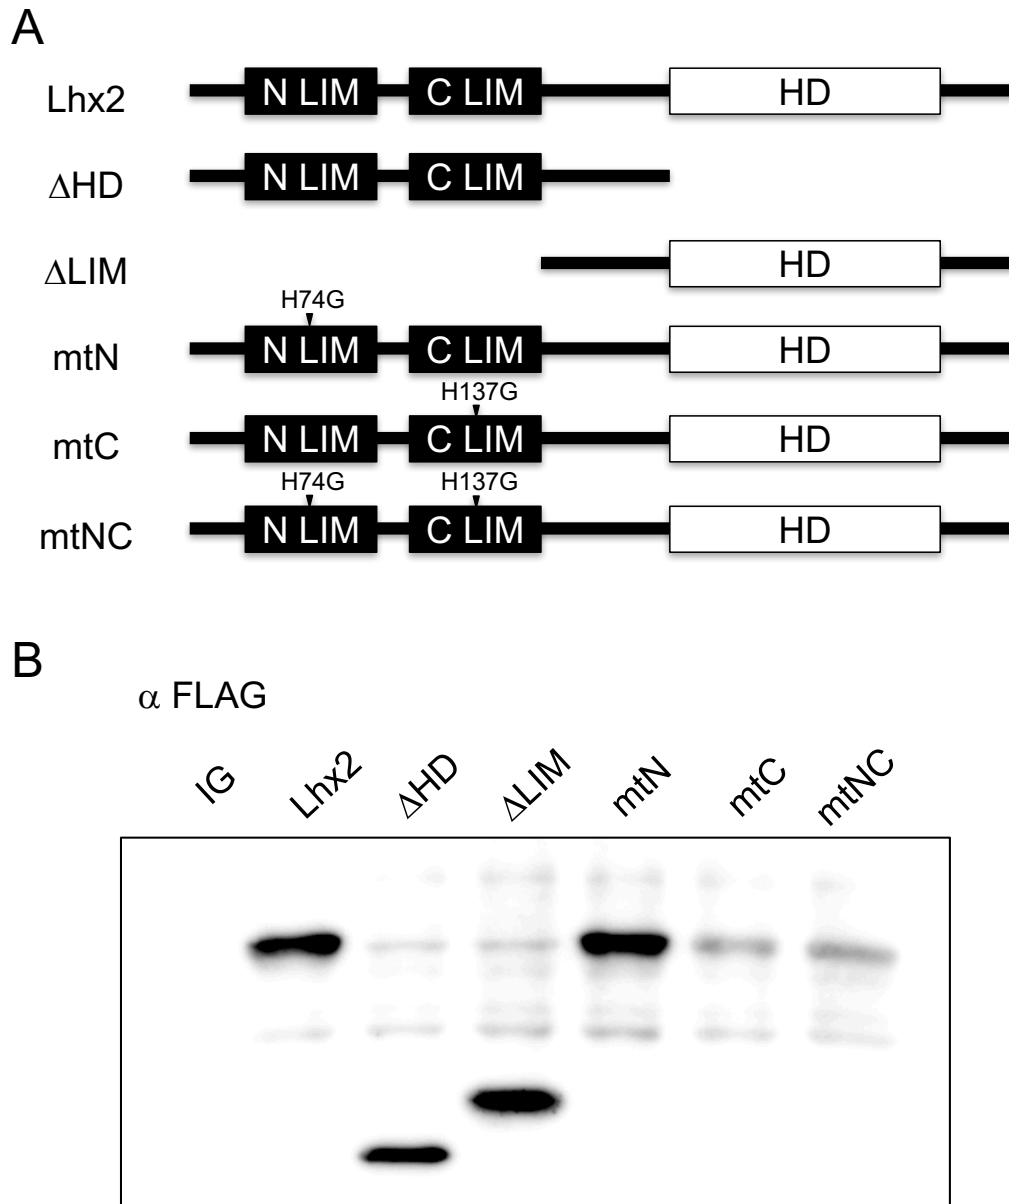 A
Lhx2 N LIM C LIM HD
ΔHD N LIM C LIM
ΔLIM HD
H74G
mtN N LIM C LIM HD
H137G
mtC N LIM C LIM HD
H74G H137G
mtNC N LIM C LIM HD
B
α FLAG
IG Lhx2 ΔHD ΔLIM mtN mtC mtNC